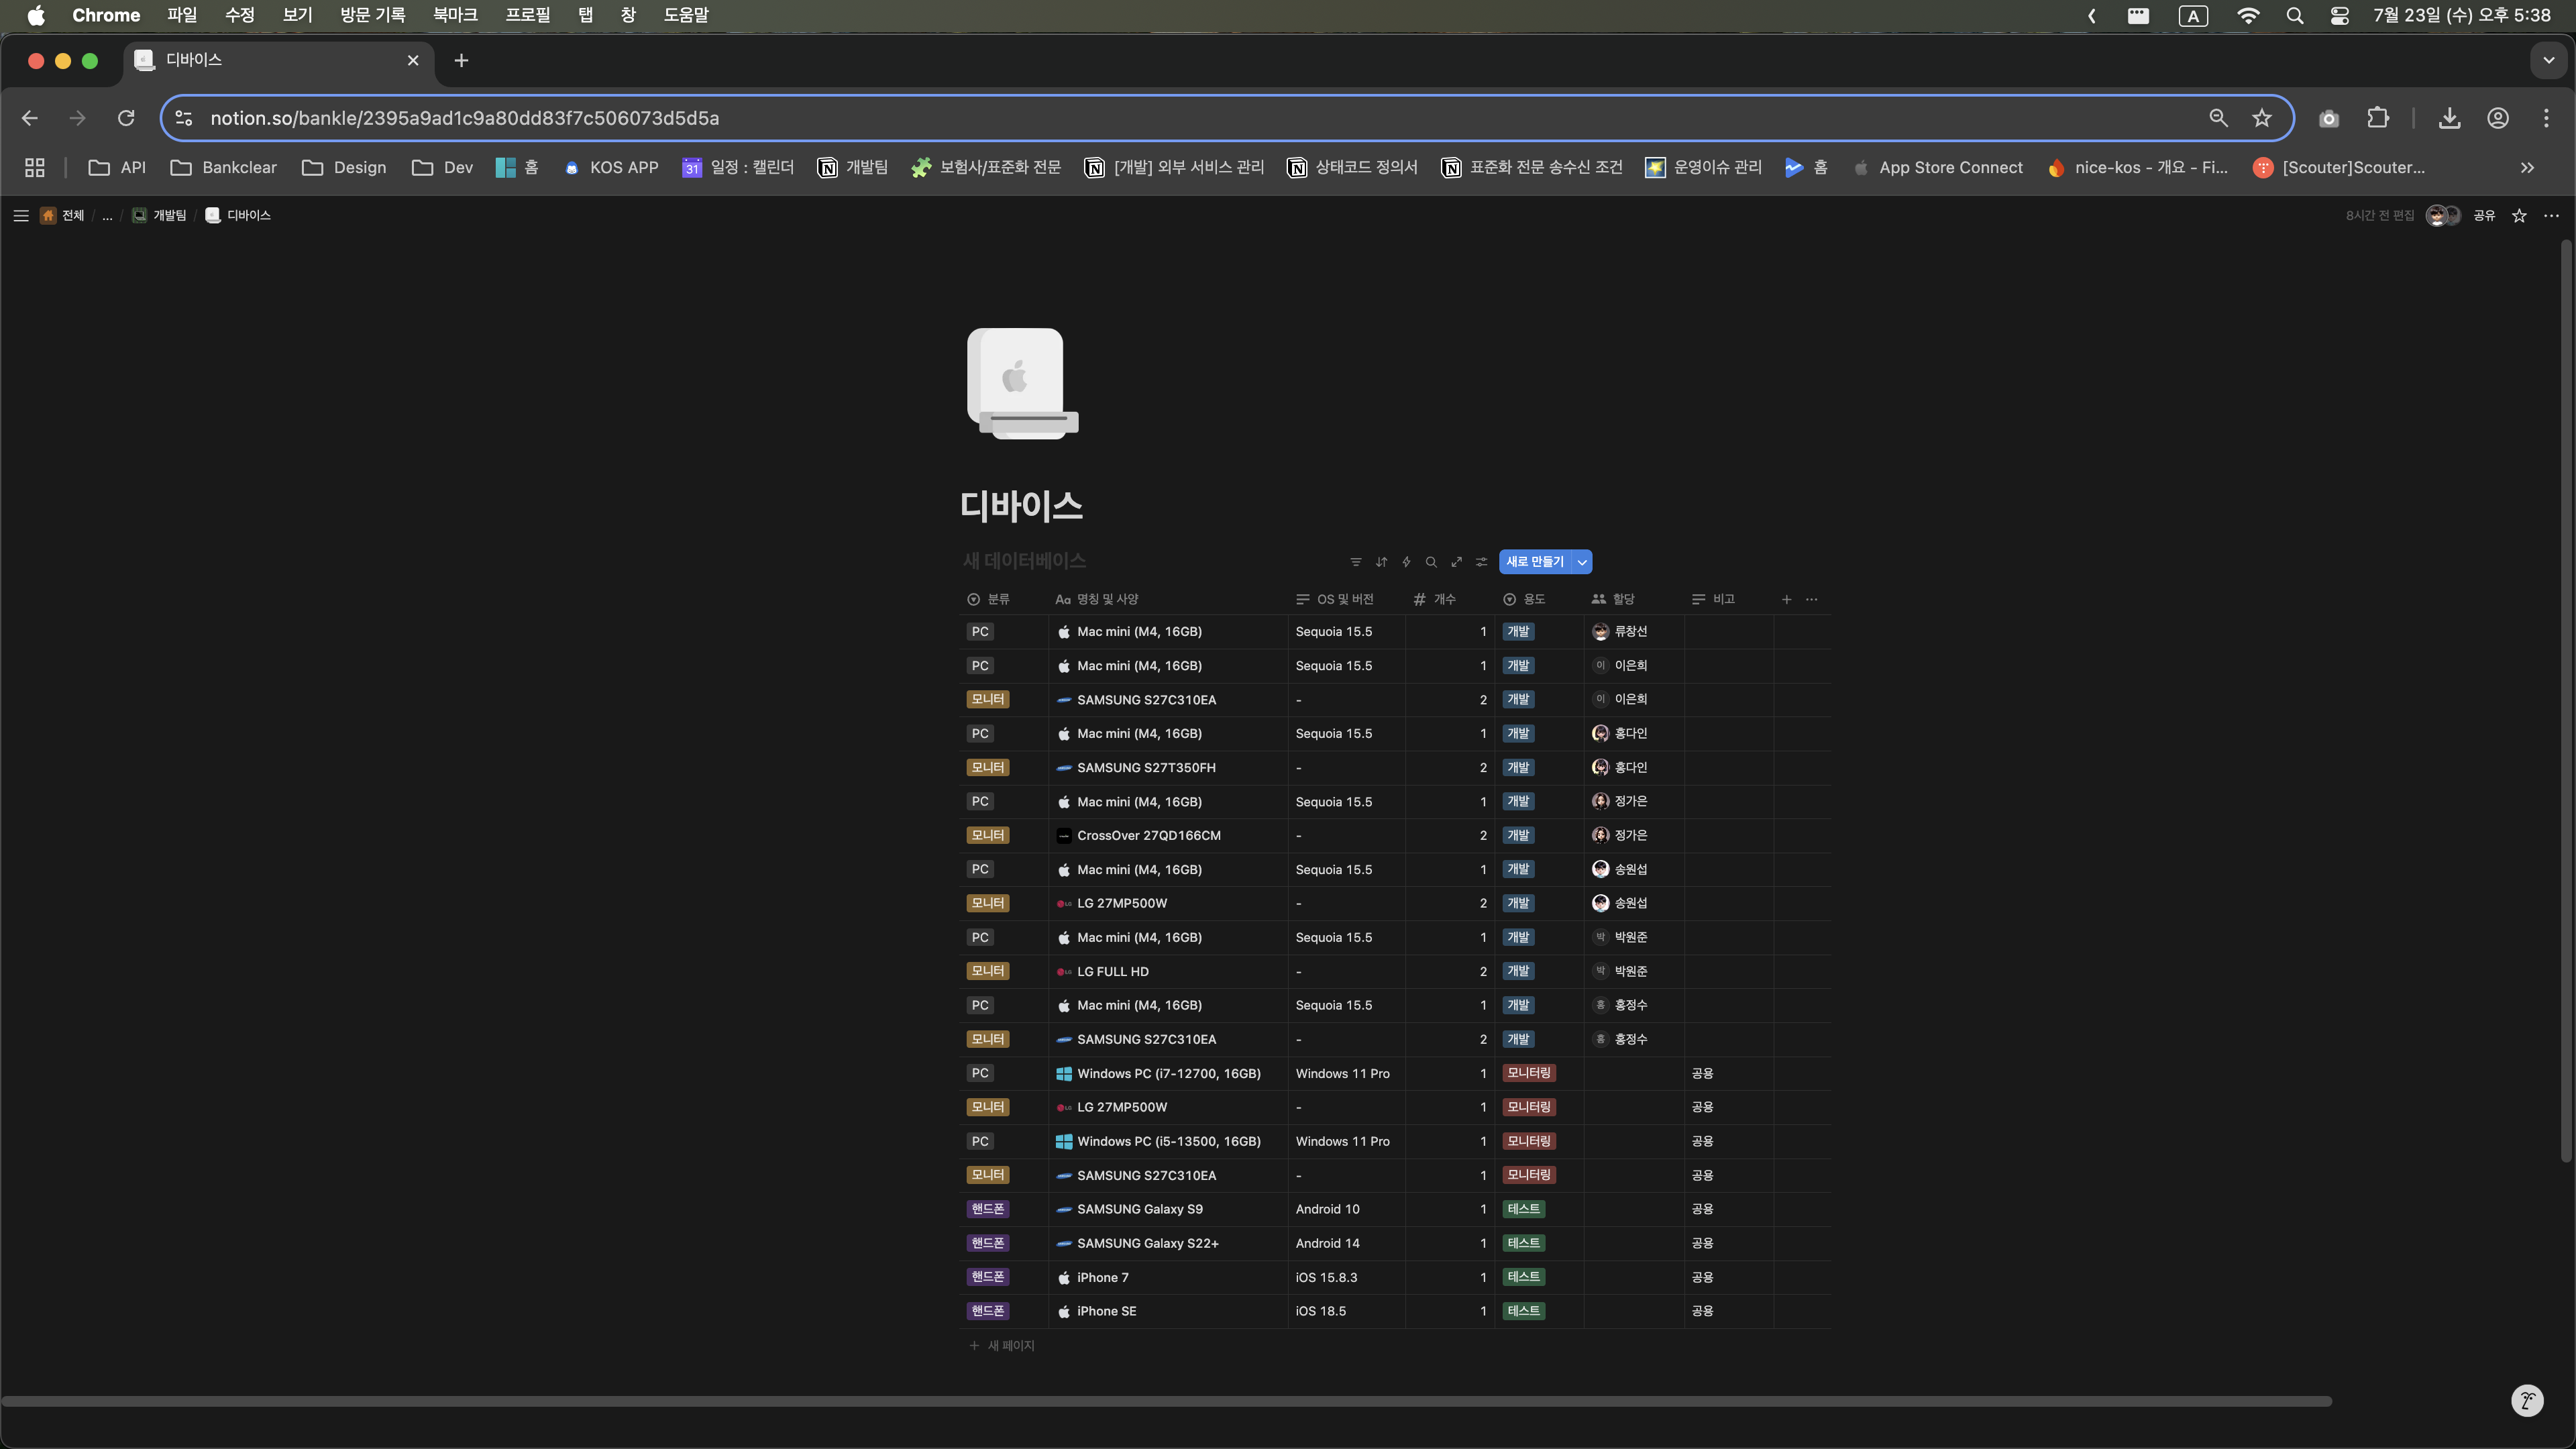 Chrome 파일 수정 보기 방문 기록 북마크 프로필 탭 창 도움말 A 7월 23일 (수) 오후 5:38
디바이스
notion.so/bankle/2395a9ad1c9a80dd83f7c506073d5d5a
API Bankclear Design Dev 홈 KOS APP 31 일정 : 캘린더 개발팀 보험사/표준화 전문 [개발] 외부 서비스 관리 상태코드 정의서 표준화 전문 송수신 조건 운영이슈 관리 홈 App Store Connect nice-kos - 개요 - Fi... [Scouter]Scouter...
전체 / ... / 개발팀 / 디바이스 8시간 전 편집 공유
디바이스
새 데이터베이스 새로 만들기
분류 Aa 명칭 및 사양 OS 및 버전 # 개수 용도 할당 비고
PC Mac mini (M4, 16GB) Sequoia 15.5 1 개발 류창선
PC Mac mini (M4, 16GB) Sequoia 15.5 1 개발 이 이은희
모니터 SAMSUNG S27C310EA - 2 개발 이 이은희
PC Mac mini (M4, 16GB) Sequoia 15.5 1 개발 홍다인
모니터 SAMSUNG S27T350FH - 2 개발 홍다인
PC Mac mini (M4, 16GB) Sequoia 15.5 1 개발 정가은
모니터 CrossOver 27QD166CM - 2 개발 정가은
PC Mac mini (M4, 16GB) Sequoia 15.5 1 개발 송원섭
모니터 LG 27MP500W - 2 개발 송원섭
PC Mac mini (M4, 16GB) Sequoia 15.5 1 개발 박 박원준
모니터 LG FULL HD - 2 개발 박 박원준
PC Mac mini (M4, 16GB) Sequoia 15.5 1 개발 홍 홍정수
모니터 SAMSUNG S27C310EA - 2 개발 홍 홍정수
PC Windows PC (i7-12700, 16GB) Windows 11 Pro 1 모니터링 공용
모니터 LG 27MP500W - 1 모니터링 공용
PC Windows PC (i5-13500, 16GB) Windows 11 Pro 1 모니터링 공용
모니터 SAMSUNG S27C310EA - 1 모니터링 공용
핸드폰 SAMSUNG Galaxy S9 Android 10 1 테스트 공용
핸드폰 SAMSUNG Galaxy S22+ Android 14 1 테스트 공용
핸드폰 iPhone 7 iOS 15.8.3 1 테스트 공용
핸드폰 iPhone SE iOS 18.5 1 테스트 공용
+ 새 페이지